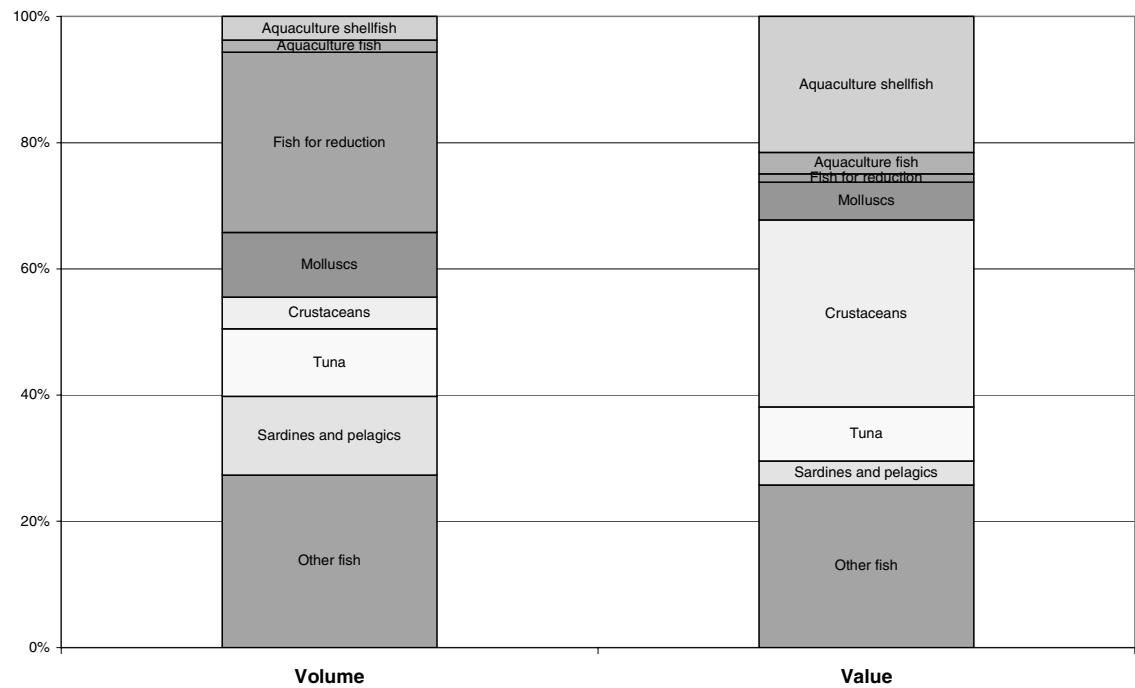 100%
80%
60%
40%
20%
0%
Aquaculture shellfish
Aquaculture fish
Fish for reduction
Molluscs
Crustaceans
Tuna
Sardines and pelagics
Other fish
Aquaculture shellfish
Aquaculture fish
Fish for reduction
Molluscs
Crustaceans
Tuna
Sardines and pelagics
Other fish
Volume
Value